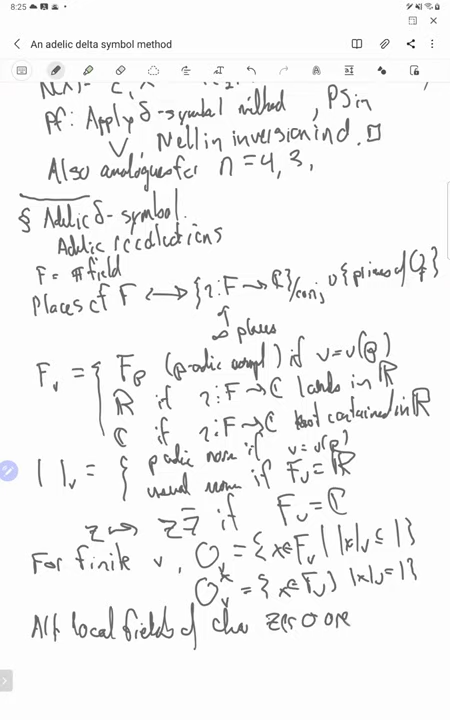 8:25
An adelic delta symbol method
pf: Apply δ-symbol method, PS in
V, Mellin inversion in d. □
Also analogues for n = 4, 3,
§ Adelic δ-symbol.
Adelic recollections
F = # field
Places of F ↔ {ι: F → ℂ}/conj ∪ {primes of O_F}
↑
∞ places
F_v = { F_℘ (p-adic compl) if v = v(℘)
ℝ if ι: F → ℂ lands in ℝ
ℂ if ι: F → ℂ not contained in ℝ
| |_v = { p-adic norm if v = v(℘)
usual norm if F_v = ℝ
z ↦ z z̄ if F_v = ℂ
For finite v, O_v = {x ∈ F_v | |x|_v ≤ 1}
O_v^× = {x ∈ F_v | |x|_v = 1}
All local fields of char zero are